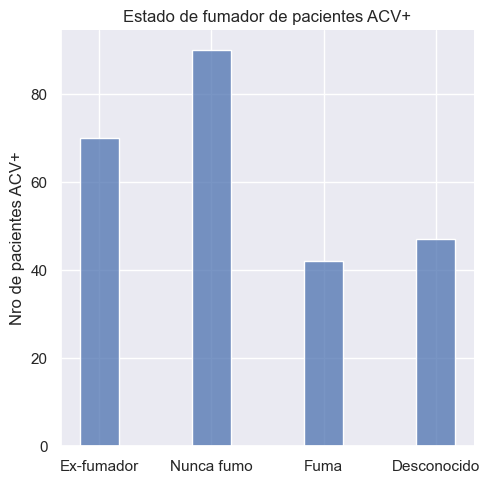 Estado de fumador de pacientes ACV+
Nro de pacientes ACV+
80
60
40
20
0
Ex-fumador
Nunca fumo
Fuma
Desconocido